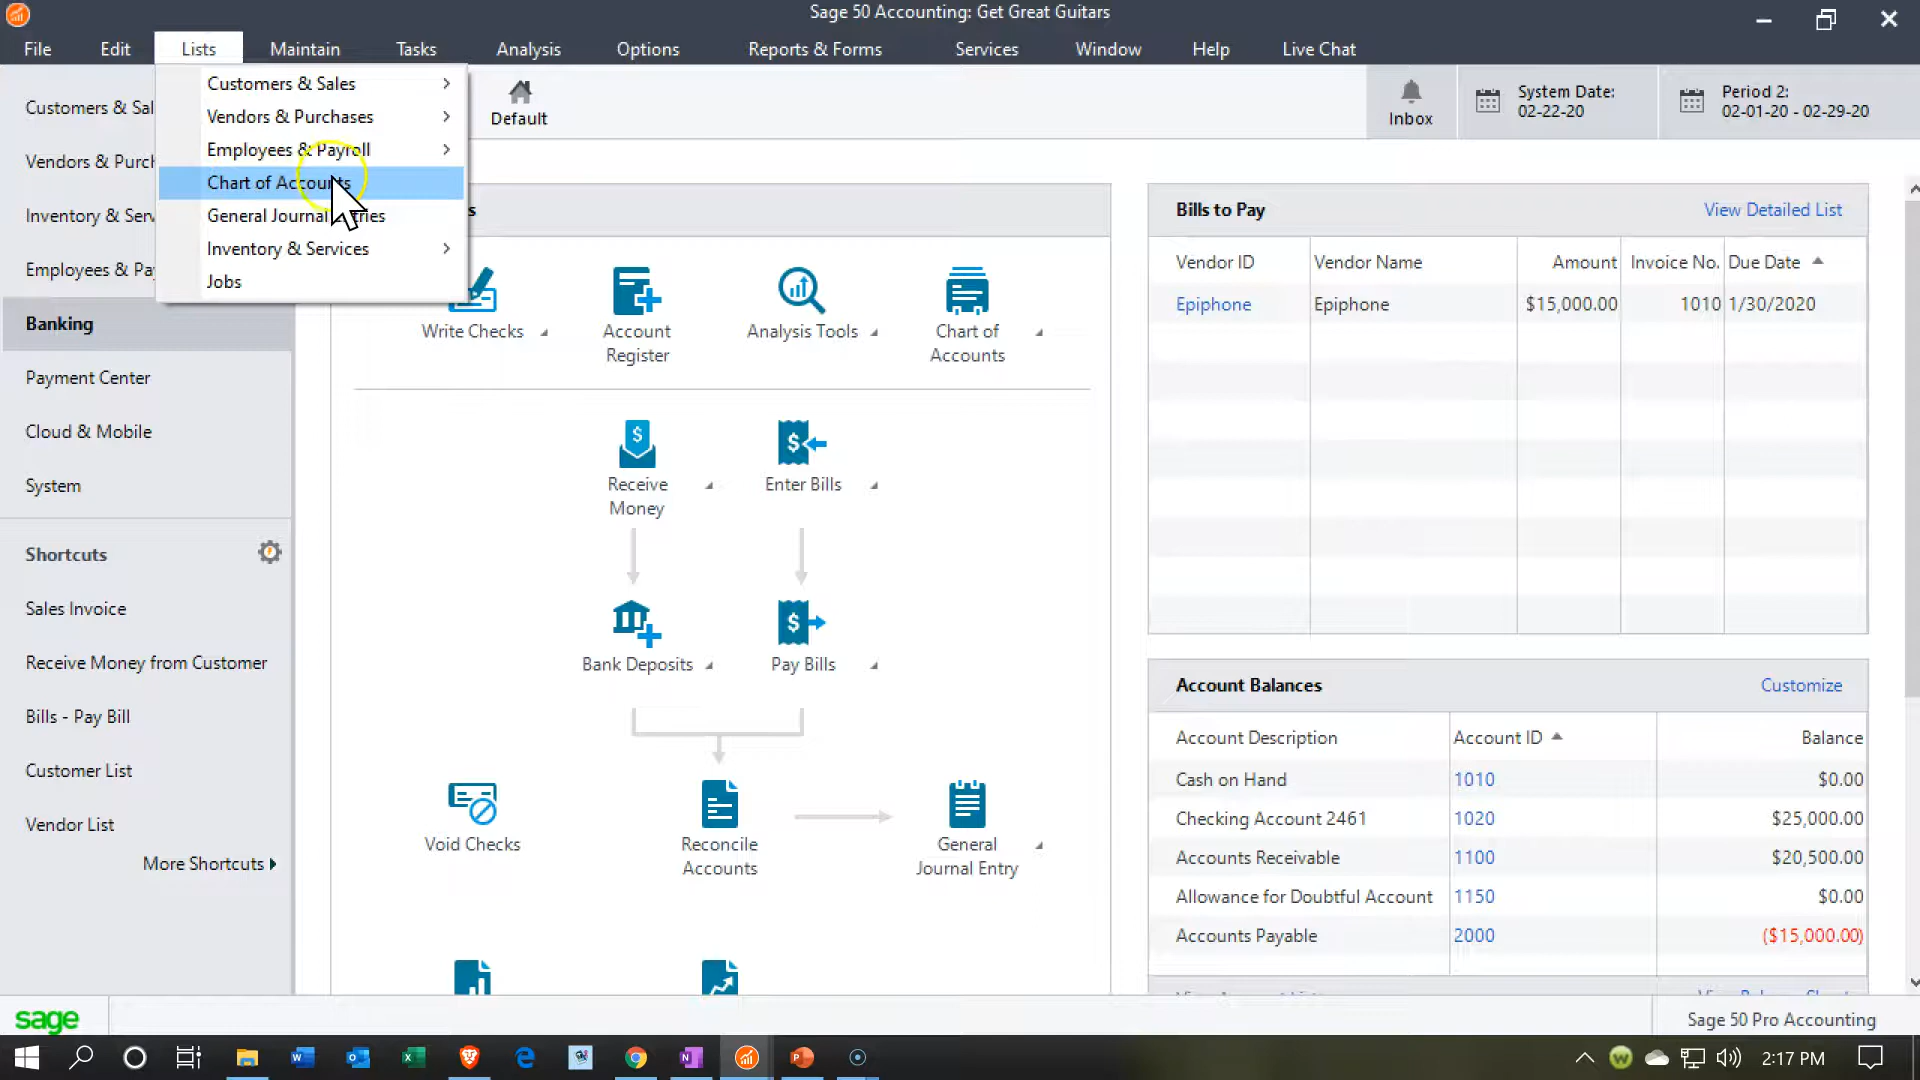 Sage 50 Accounting: Get Great Guitars
File Edit Lists Maintain Tasks Analysis Options Reports & Forms Services Window Help Live Chat
Customers & Sales
Vendors & Purchases
Employees & Payroll
Chart of Accounts
General Journal Entries
Inventory & Services
Jobs
Default
Inbox
System Date:
02-22-20
Period 2:
02-01-20 - 02-29-20
Customers & Sal
Vendors & Purch
Inventory & Serv
Employees & Pay
Banking
Payment Center
Cloud & Mobile
System
Shortcuts
Sales Invoice
Receive Money from Customer
Bills - Pay Bill
Customer List
Vendor List
More Shortcuts
s
Write Checks
Account
Register
Analysis Tools
Chart of
Accounts
Receive
Money
Enter Bills
Bank Deposits
Pay Bills
Void Checks
Reconcile
Accounts
General
Journal Entry
Bills to Pay View Detailed List
Vendor ID Vendor Name Amount Invoice No. Due Date
Epiphone Epiphone $15,000.00 1010 1/30/2020
Account Balances Customize
Account Description Account ID Balance
Cash on Hand 1010 $0.00
Checking Account 2461 1020 $25,000.00
Accounts Receivable 1100 $20,500.00
Allowance for Doubtful Account 1150 $0.00
Accounts Payable 2000 ($15,000.00)
sage
Sage 50 Pro Accounting
2:17 PM